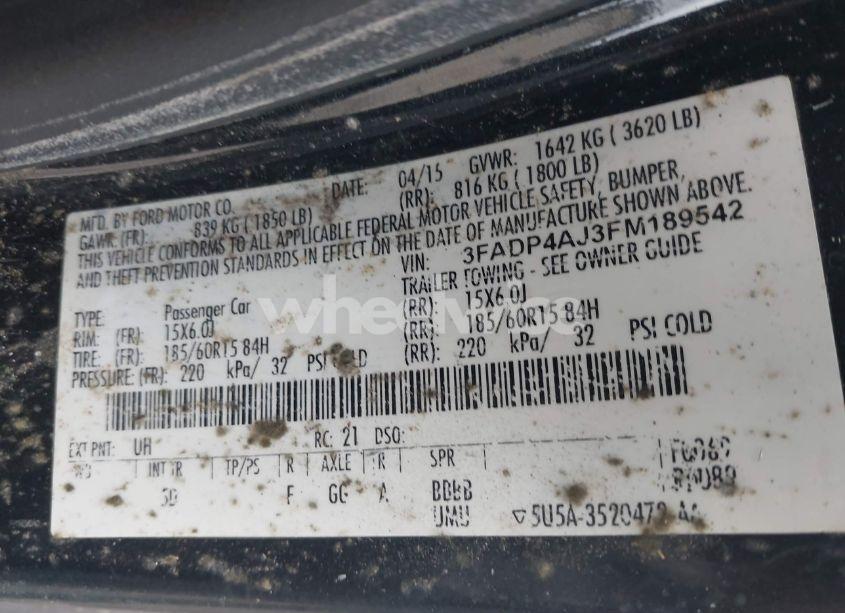 MFD. BY FORD MOTOR CO. DATE: 04/15 GVWR: 1642 KG ( 3620 LB)
GAWR: (FR): 839 KG ( 1850 LB) (RR): 816 KG ( 1800 LB)
THIS VEHICLE CONFORMS TO ALL APPLICABLE FEDERAL MOTOR VEHICLE SAFETY, BUMPER,
AND THEFT PREVENTION STANDARDS IN EFFECT ON THE DATE OF MANUFACTURE SHOWN ABOVE.
VIN: 3FADP4AJ3FM189542
TRAILER TOWING - SEE OWNER GUIDE
TYPE: Passenger Car
RIM: (FR): 15X6.0J (RR): 15X6.0J
TIRE: (FR): 185/60R15 84H (RR): 185/60R15 84H
PRESSURE: (FR): 220 kPa/ 32 PSI COLD (RR): 220 kPa/ 32 PSI COLD
EXT PNT: UH RC: 21 DSO:
WB INT TR TP/PS R AXLE TR SPR
5D F GG A BDBB
UMU
5U5A-3520472-